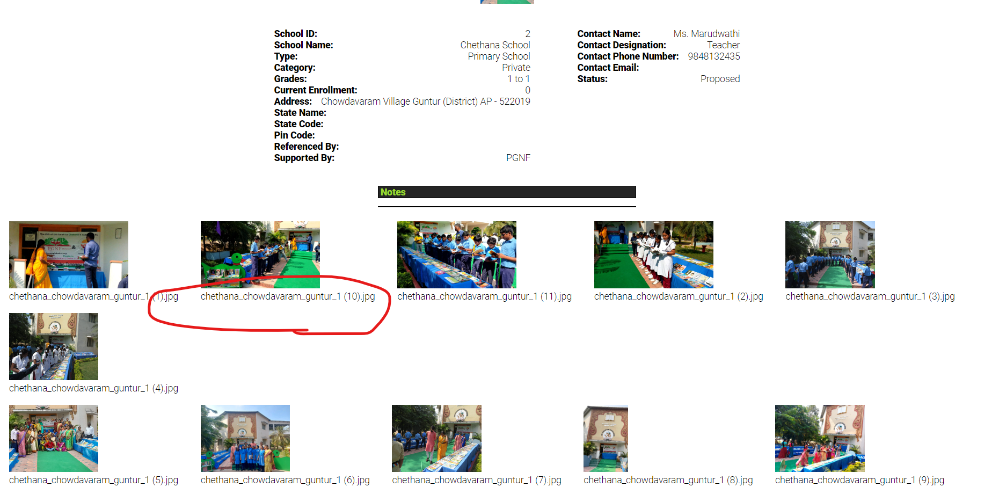 School ID: 2
School Name: Chethana School
Type: Primary School
Category: Private
Grades: 1 to 1
Current Enrollment: 0
Address: Chowdavaram Village Guntur (District) AP - 522019
State Name:
State Code:
Pin Code:
Referenced By:
Supported By: PGNF
Contact Name: Ms. Marudwathi
Contact Designation: Teacher
Contact Phone Number: 9848132435
Contact Email:
Status: Proposed
Notes
PGNF &
chethana_chowdavaram_guntur_1 (1).jpg
chethana_chowdavaram_guntur_1 (10).jpg
chethana_chowdavaram_guntur_1 (11).jpg
chethana_chowdavaram_guntur_1 (2).jpg
chethana_chowdavaram_guntur_1 (3).jpg
chethana_chowdavaram_guntur_1 (4).jpg
chethana_chowdavaram_guntur_1 (5).jpg
chethana_chowdavaram_guntur_1 (6).jpg
chethana_chowdavaram_guntur_1 (7).jpg
chethana_chowdavaram_guntur_1 (8).jpg
chethana_chowdavaram_guntur_1 (9).jpg